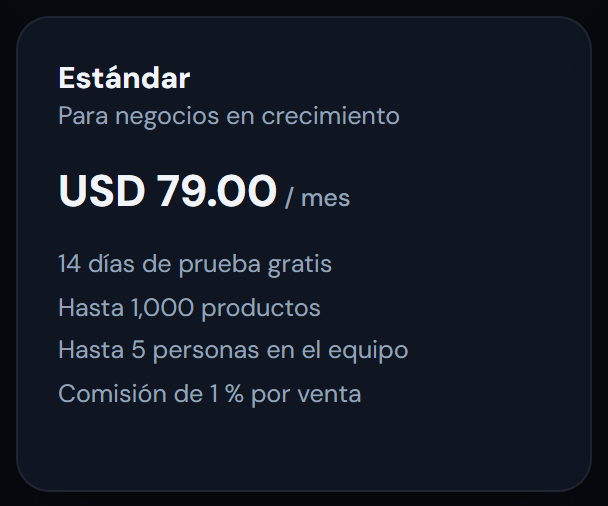 Estándar
Para negocios en crecimiento
USD 79.00 / mes
14 días de prueba gratis
Hasta 1,000 productos
Hasta 5 personas en el equipo
Comisión de 1 % por venta